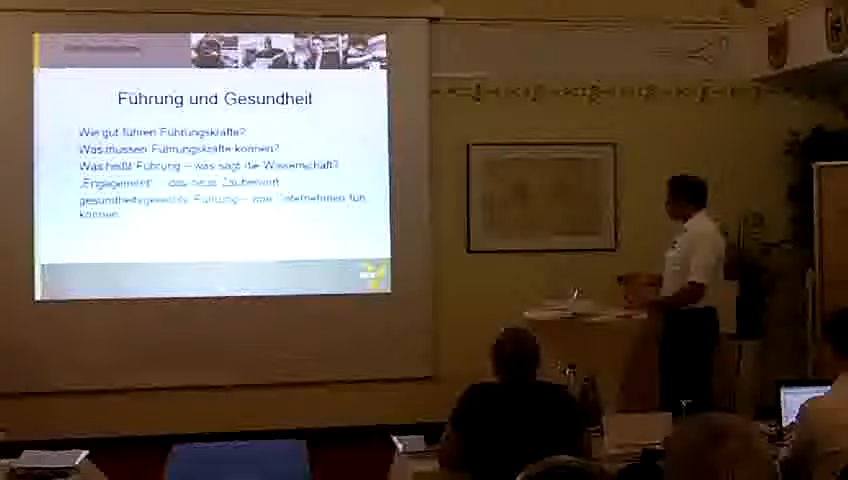 Führung und Gesundheit
Wie gut führen Führungskräfte?
Was müssen Führungskräfte können?
Was heißt Führung – was sagt die Wissenschaft?
„Engagement“ – das neue Zauberwort
gesundheitsgerechte Führung – was Unternehmen tun
können